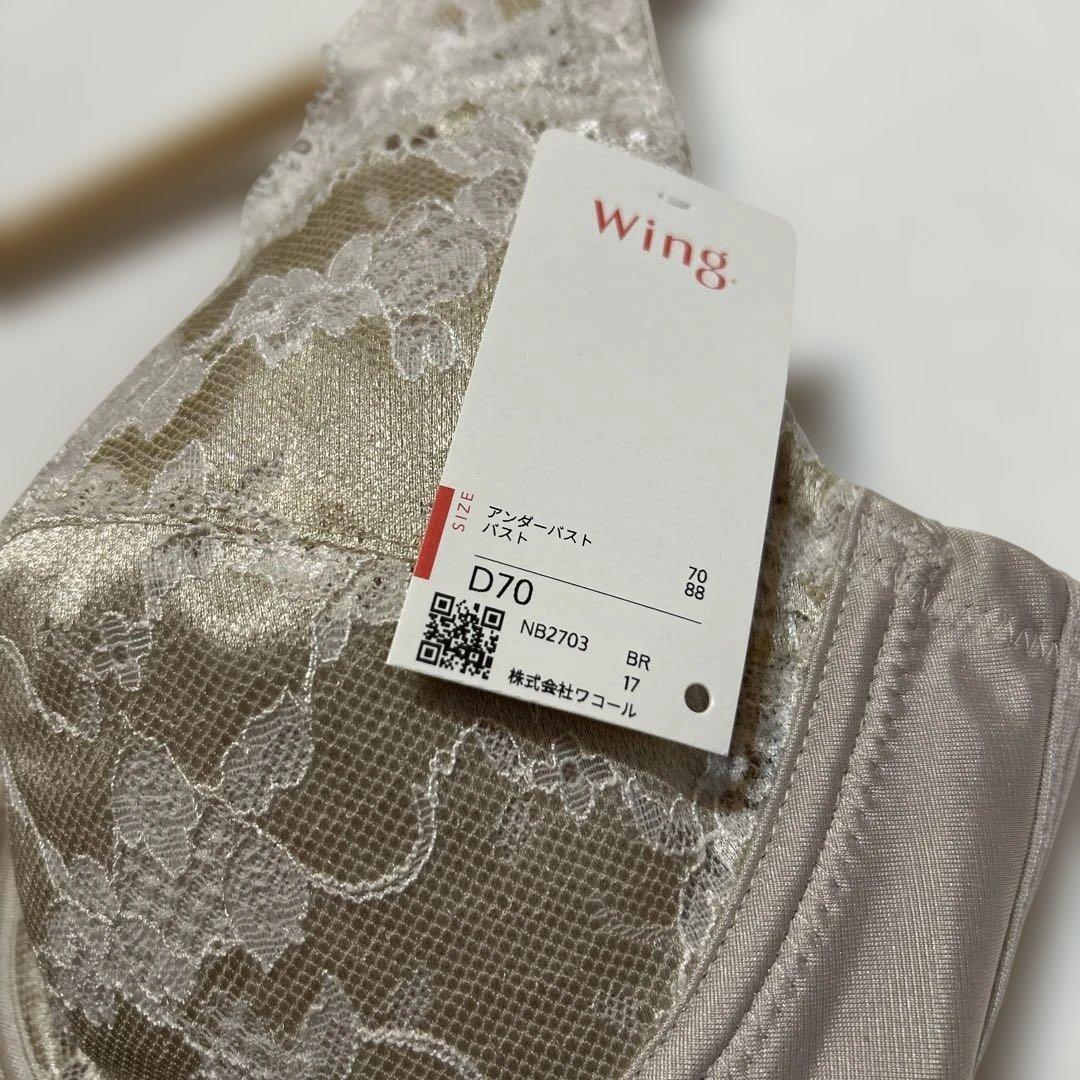 Wing
SIZE
アンダーバスト 70
バスト 88
D70
NB2703 BR
17
株式会社ワコール